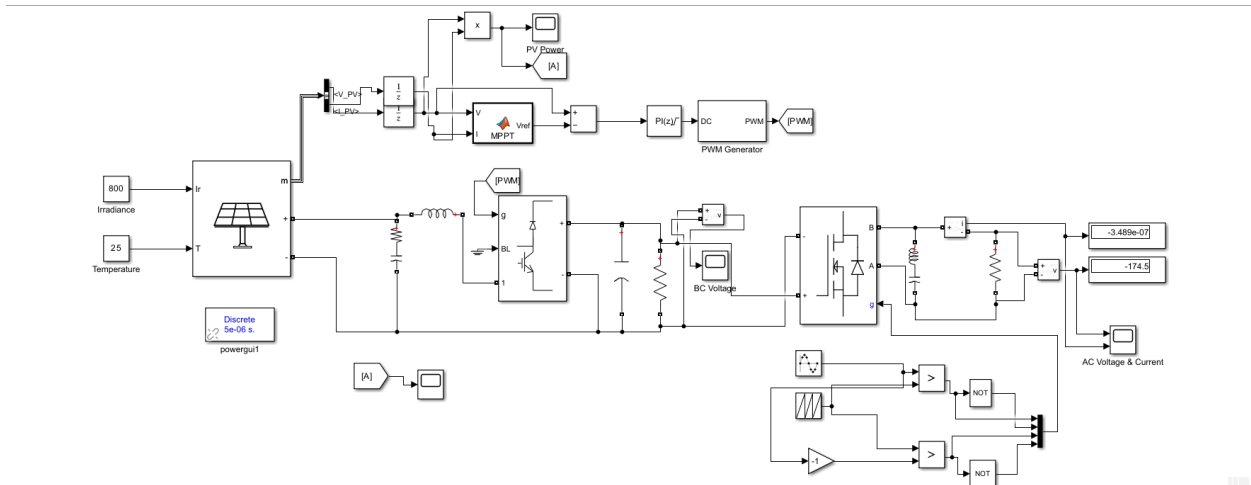 x
PV Power
[A]
<V_PV>
<I_PV>
1
z
1
z
V
I
MPPT
Vref
+
−
PI(z)
DC
PWM
PWM Generator
[PWM]
800
Irradiance
25
Temperature
Ir
T
m
+
-
[PWM]
g
BL
1
+
-
+
-
v
BC Voltage
-
+
B
A
g
+
i
-
+
-
v
-3.489e-07
-174.5
AC Voltage & Current
Discrete
5e-06 s.
powergui1
[A]
>
NOT
>
-1
NOT